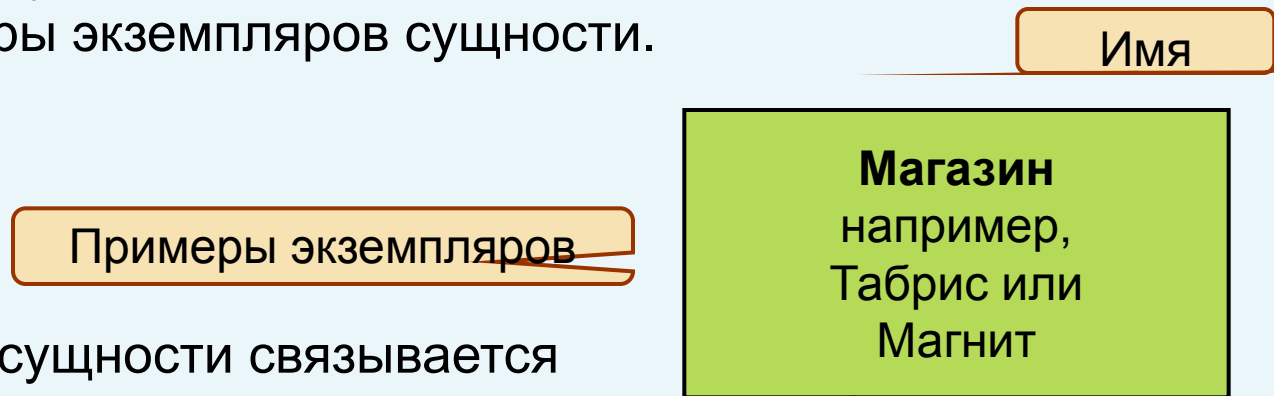 ры экземпляров сущности.
Имя
Магазин
например,
Табрис или
Магнит
Примеры экземпляров
сущности связывается